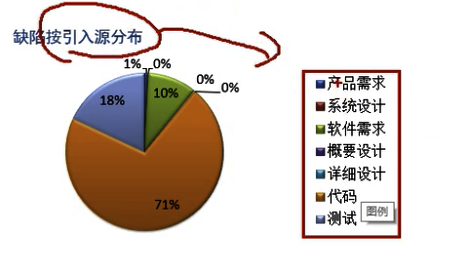 缺陷按引入源分布
1%
0%
0%
0%
18%
10%
71%
产品需求
系统设计
软件需求
概要设计
详细设计
代码
测试
图例